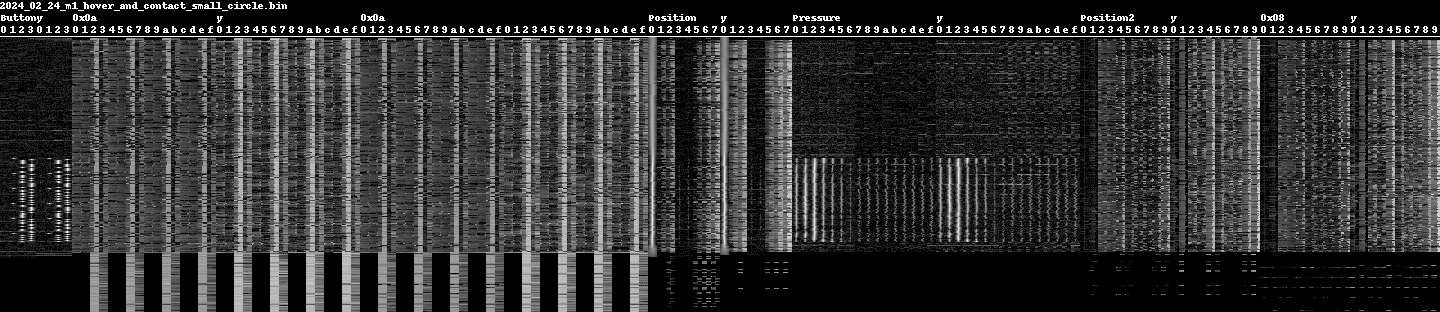 2024_02_24_m1_hover_and_contact_small_circle.bin
Buttony 0x0a y 0x0a Position y Pressure y Position2 y 0x08 y
0 1 2 3 0 1 2 3 0 1 2 3 4 5 6 7 8 9 a b c d e f 0 1 2 3 4 5 6 7 8 9 a b c d e f 0 1 2 3 4 5 6 7 8 9 a b c d e f 0 1 2 3 4 5 6 7 8 9 a b c d e f 0 1 2 3 4 5 6 7 0 1 2 3 4 5 6 7 0 1 2 3 4 5 6 7 8 9 a b c d e f 0 1 2 3 4 5 6 7 8 9 a b c d e f 0 1 2 3 4 5 6 7 8 9 0 1 2 3 4 5 6 7 8 9 0 1 2 3 4 5 6 7 8 9 0 1 2 3 4 5 6 7 8 9